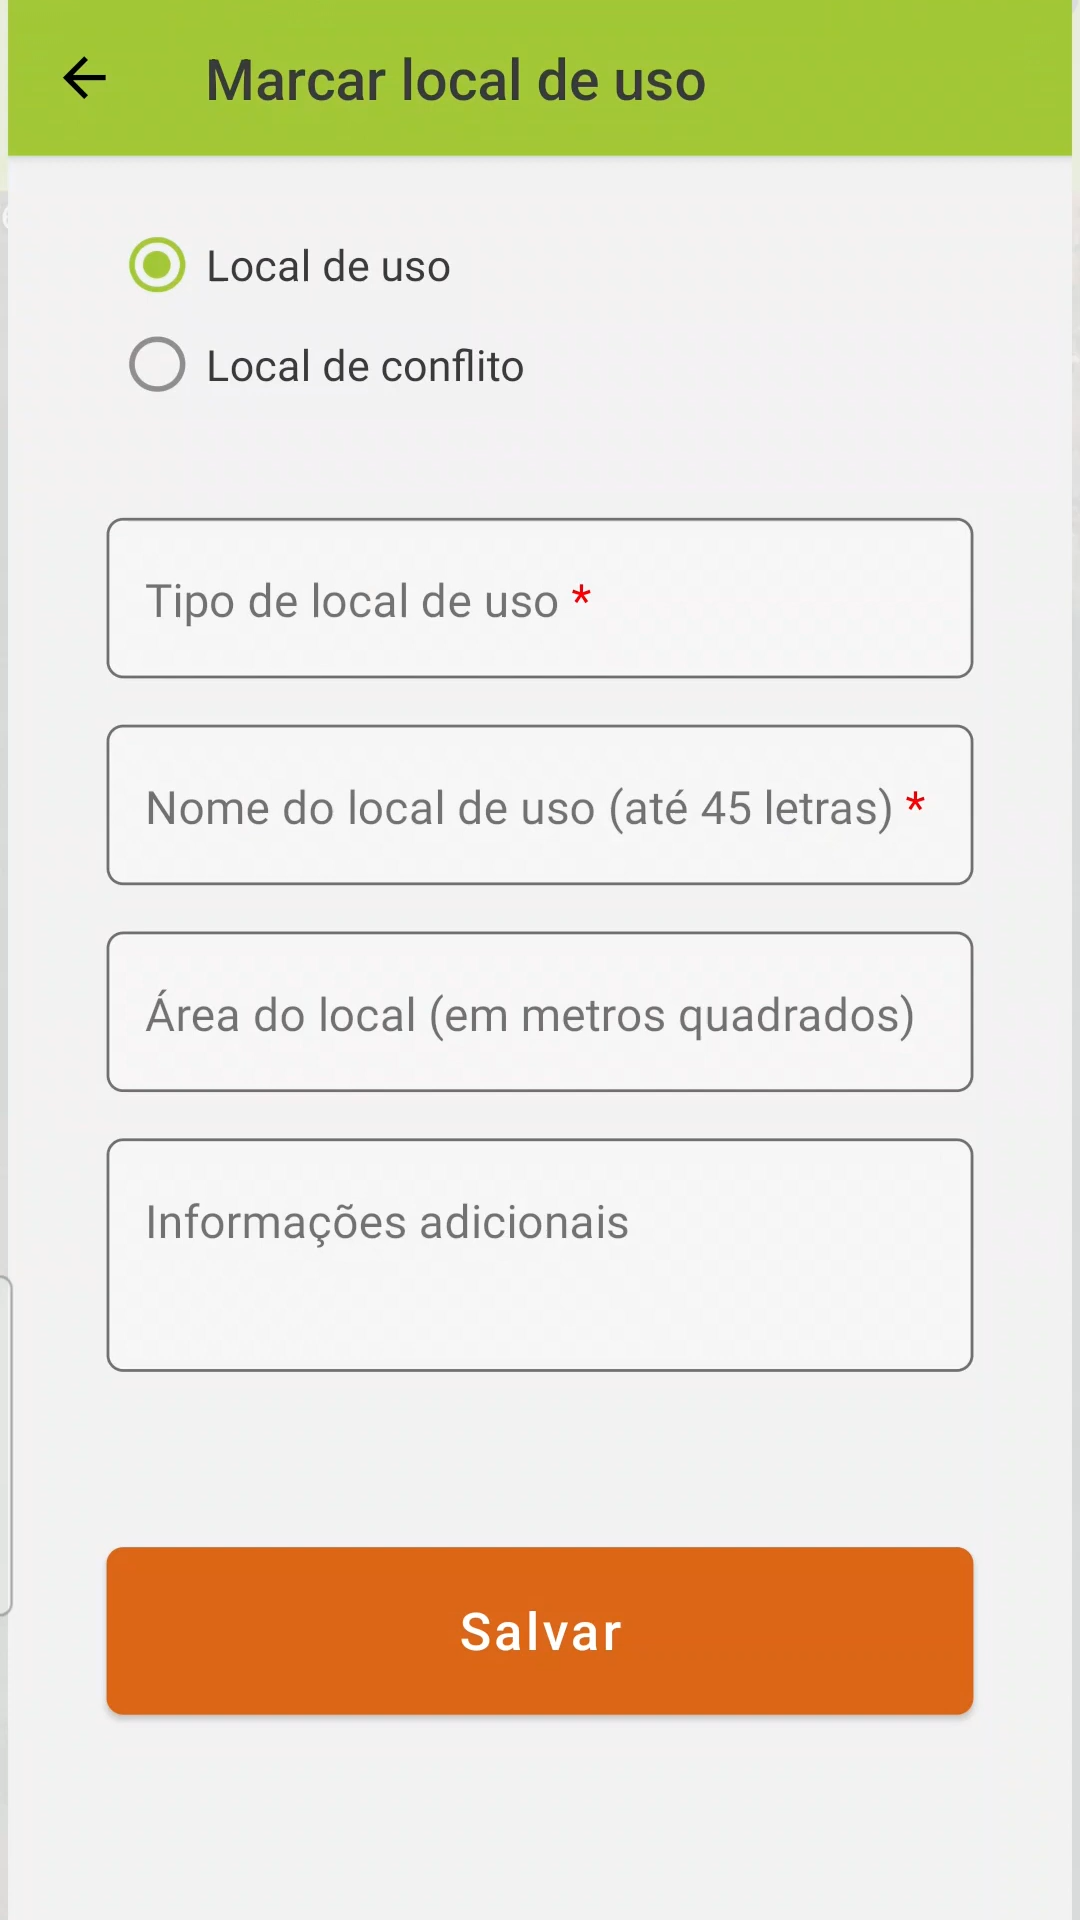 Marcar local de uso
Local de uso
Local de conflito
Tipo de local de uso *
Nome do local de uso (até 45 letras) *
Área do local (em metros quadrados)
Informações adicionais
Salvar